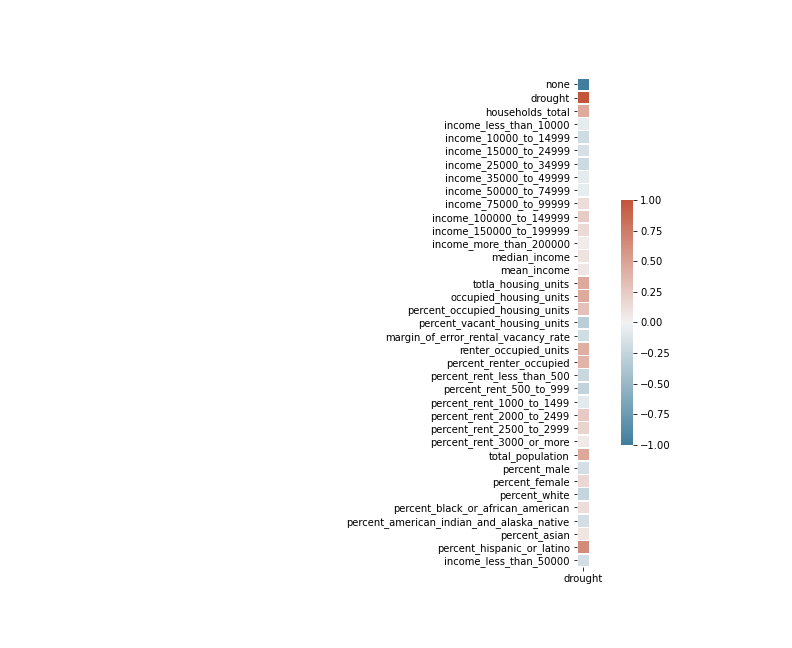 none
drought
households_total
income_less_than_10000
income_10000_to_14999
income_15000_to_24999
income_25000_to_34999
income_35000_to_49999
income_50000_to_74999
income_75000_to_99999
income_100000_to_149999
income_150000_to_199999
income_more_than_200000
median_income
mean_income
totla_housing_units
occupied_housing_units
percent_occupied_housing_units
percent_vacant_housing_units
margin_of_error_rental_vacancy_rate
renter_occupied_units
percent_renter_occupied
percent_rent_less_than_500
percent_rent_500_to_999
percent_rent_1000_to_1499
percent_rent_2000_to_2499
percent_rent_2500_to_2999
percent_rent_3000_or_more
total_population
percent_male
percent_female
percent_white
percent_black_or_african_american
percent_american_indian_and_alaska_native
percent_asian
percent_hispanic_or_latino
income_less_than_50000
drought
1.00
0.75
0.50
0.25
0.00
−0.25
−0.50
−0.75
−1.00